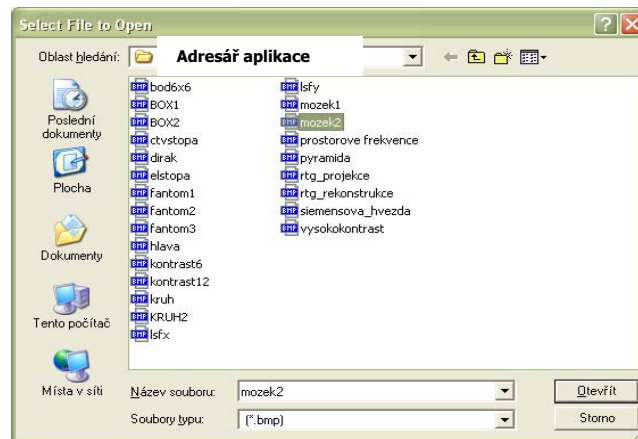 Select File to Open
Oblast hledání:
Adresář aplikace
Poslední
dokumenty
Plocha
Dokumenty
Tento počítač
Místa v síti
bod6x6
BOX1
BOX2
ctvstopa
dirak
elstopa
fantom1
fantom2
fantom3
hlava
kontrast6
kontrast12
kruh
KRUH2
lsfx
lsfy
mozek1
mozek2
prostorove frekvence
pyramida
rtg_projekce
rtg_rekonstrukce
siemensova_hvezda
vysokokontrast
Název souboru:
mozek2
Otevřít
Soubory typu:
(*.bmp)
Storno